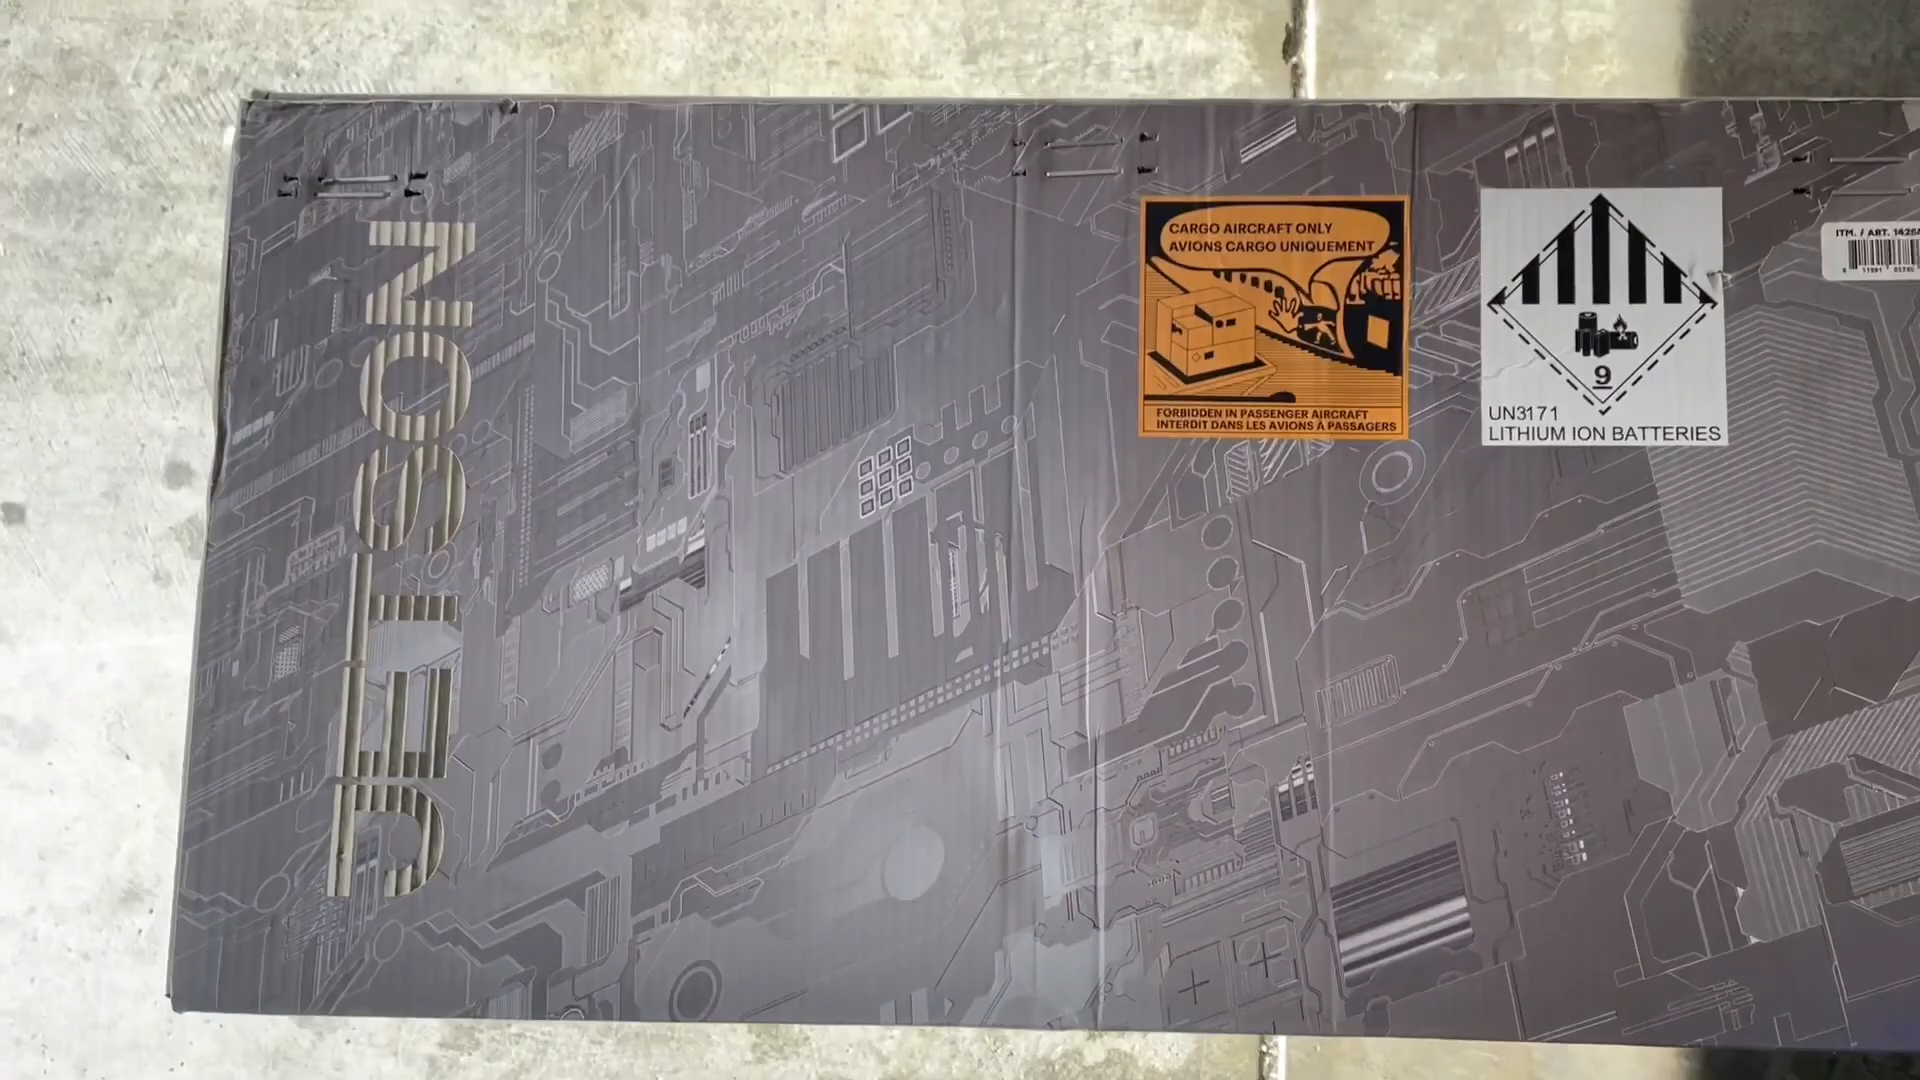 JETSON
CARGO AIRCRAFT ONLY
AVIONS CARGO UNIQUEMENT
FORBIDDEN IN PASSENGER AIRCRAFT
INTERDIT DANS LES AVIONS À PASSAGERS
9
UN3171
LITHIUM ION BATTERIES
ITM. / ART.